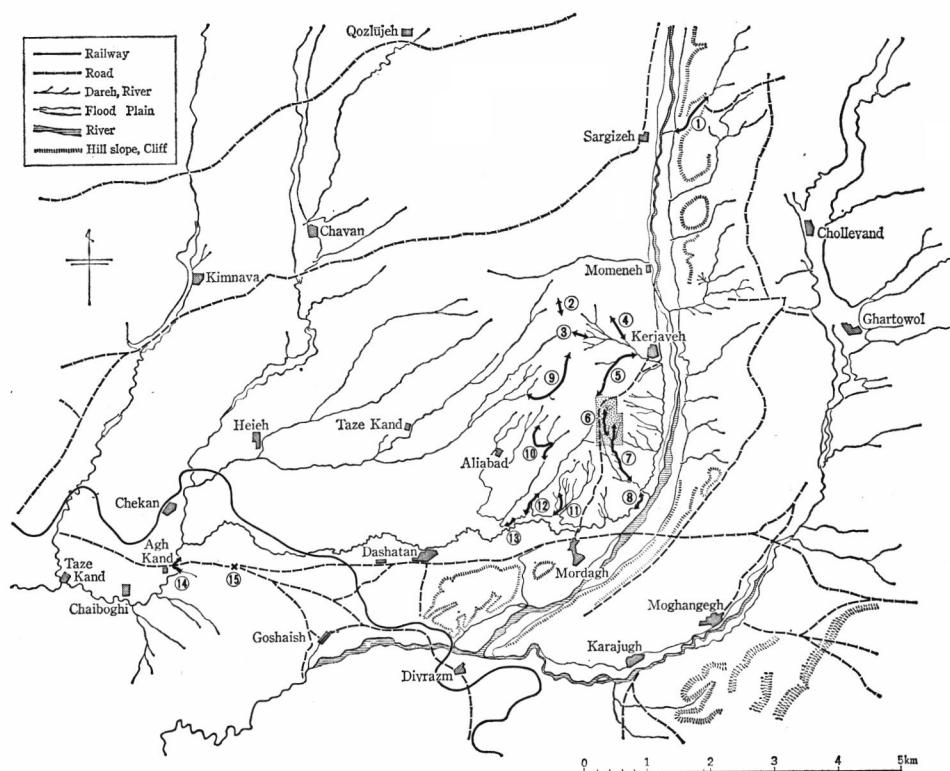 Qozlūjeh
Railway
Road
Dareh, River
Flood Plain
River
Hill slope, Cliff
①
Sargizeh
Chavan
Chollevand
Kimnava
Momeneh
②
Ghartowol
③
④
Kerjaveh
⑨
⑤
Heieh
Taze Kand
⑥
⑩
Aliabad
⑦
Chekan
⑧
⑫
⑪
⑬
Agh
Kand
Dashatan
Taze
Kand
⑭
⑮
Mordagh
Chaiboghi
Moghangegh
Goshaish
Karajugh
Divrazm
0 1 2 3 4 5km